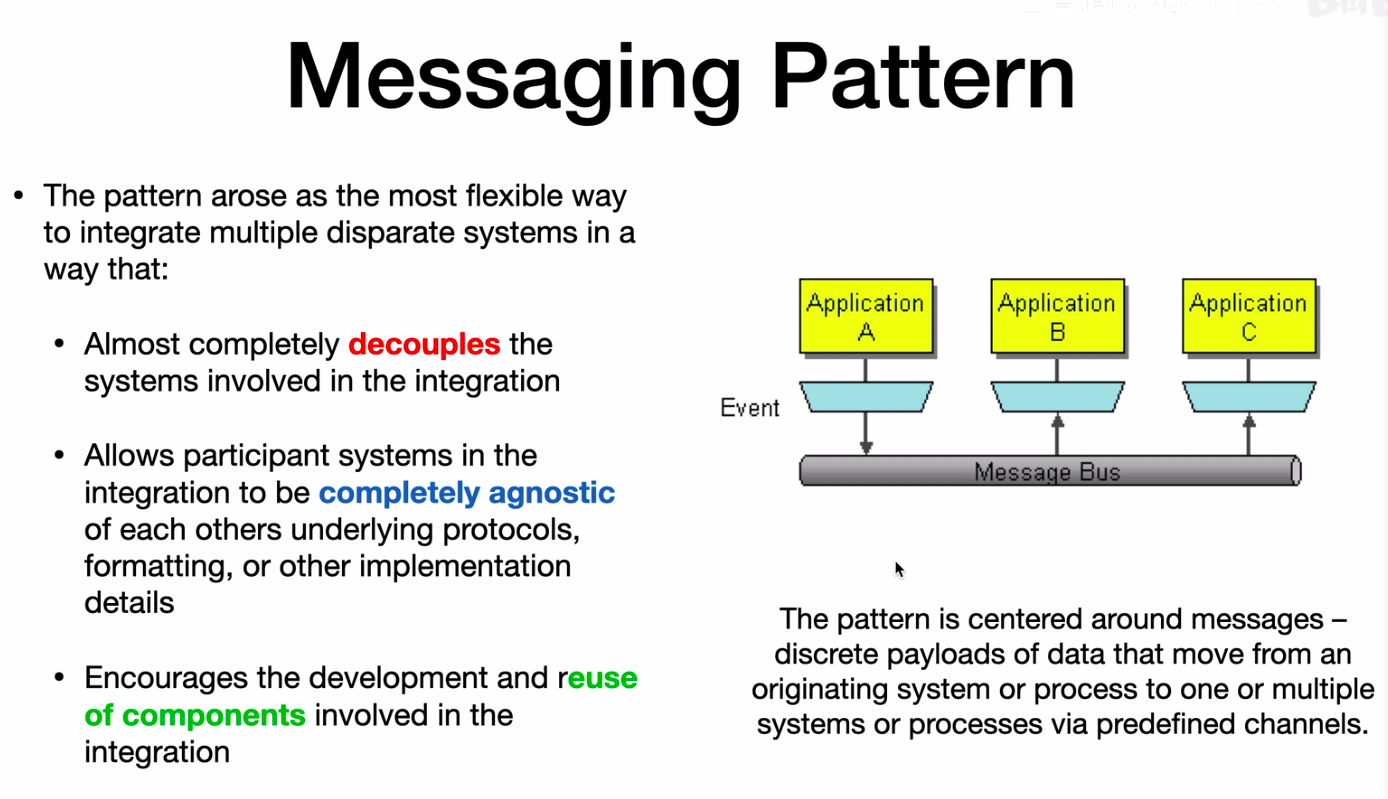 Messaging Pattern
• The pattern arose as the most flexible way
to integrate multiple disparate systems in a
way that:
• Almost completely decouples the
systems involved in the integration
• Allows participant systems in the
integration to be completely agnostic
of each others underlying protocols,
formatting, or other implementation
details
• Encourages the development and reuse
of components involved in the
integration
Application
A
Application
B
Application
C
Event
Message Bus
The pattern is centered around messages –
discrete payloads of data that move from an
originating system or process to one or multiple
systems or processes via predefined channels.